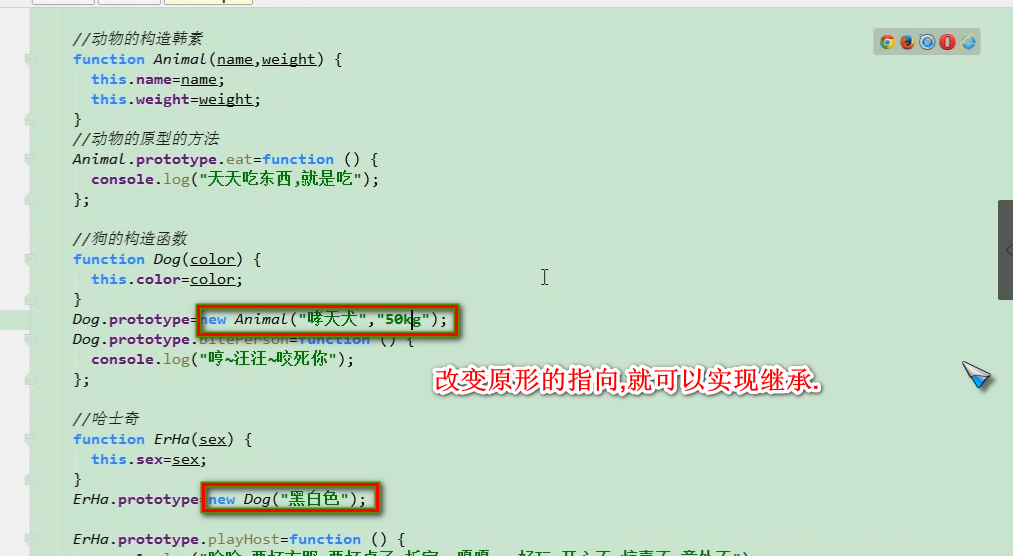 //动物的构造韩素
function Animal(name,weight) {
this.name=name;
this.weight=weight;
}
//动物的原型的方法
Animal.prototype.eat=function () {
console.log("天天吃东西,就是吃");
};
//狗的构造函数
function Dog(color) {
this.color=color;
}
Dog.prototype=new Animal("哮天犬","50kg");
Dog.prototype.bitePerson=function () {
console.log("哼~汪汪~咬死你");
};
改变原形的指向,就可以实现继承.
//哈士奇
function ErHa(sex) {
this.sex=sex;
}
ErHa.prototype=new Dog("黑白色");
ErHa.prototype.playHost=function () {